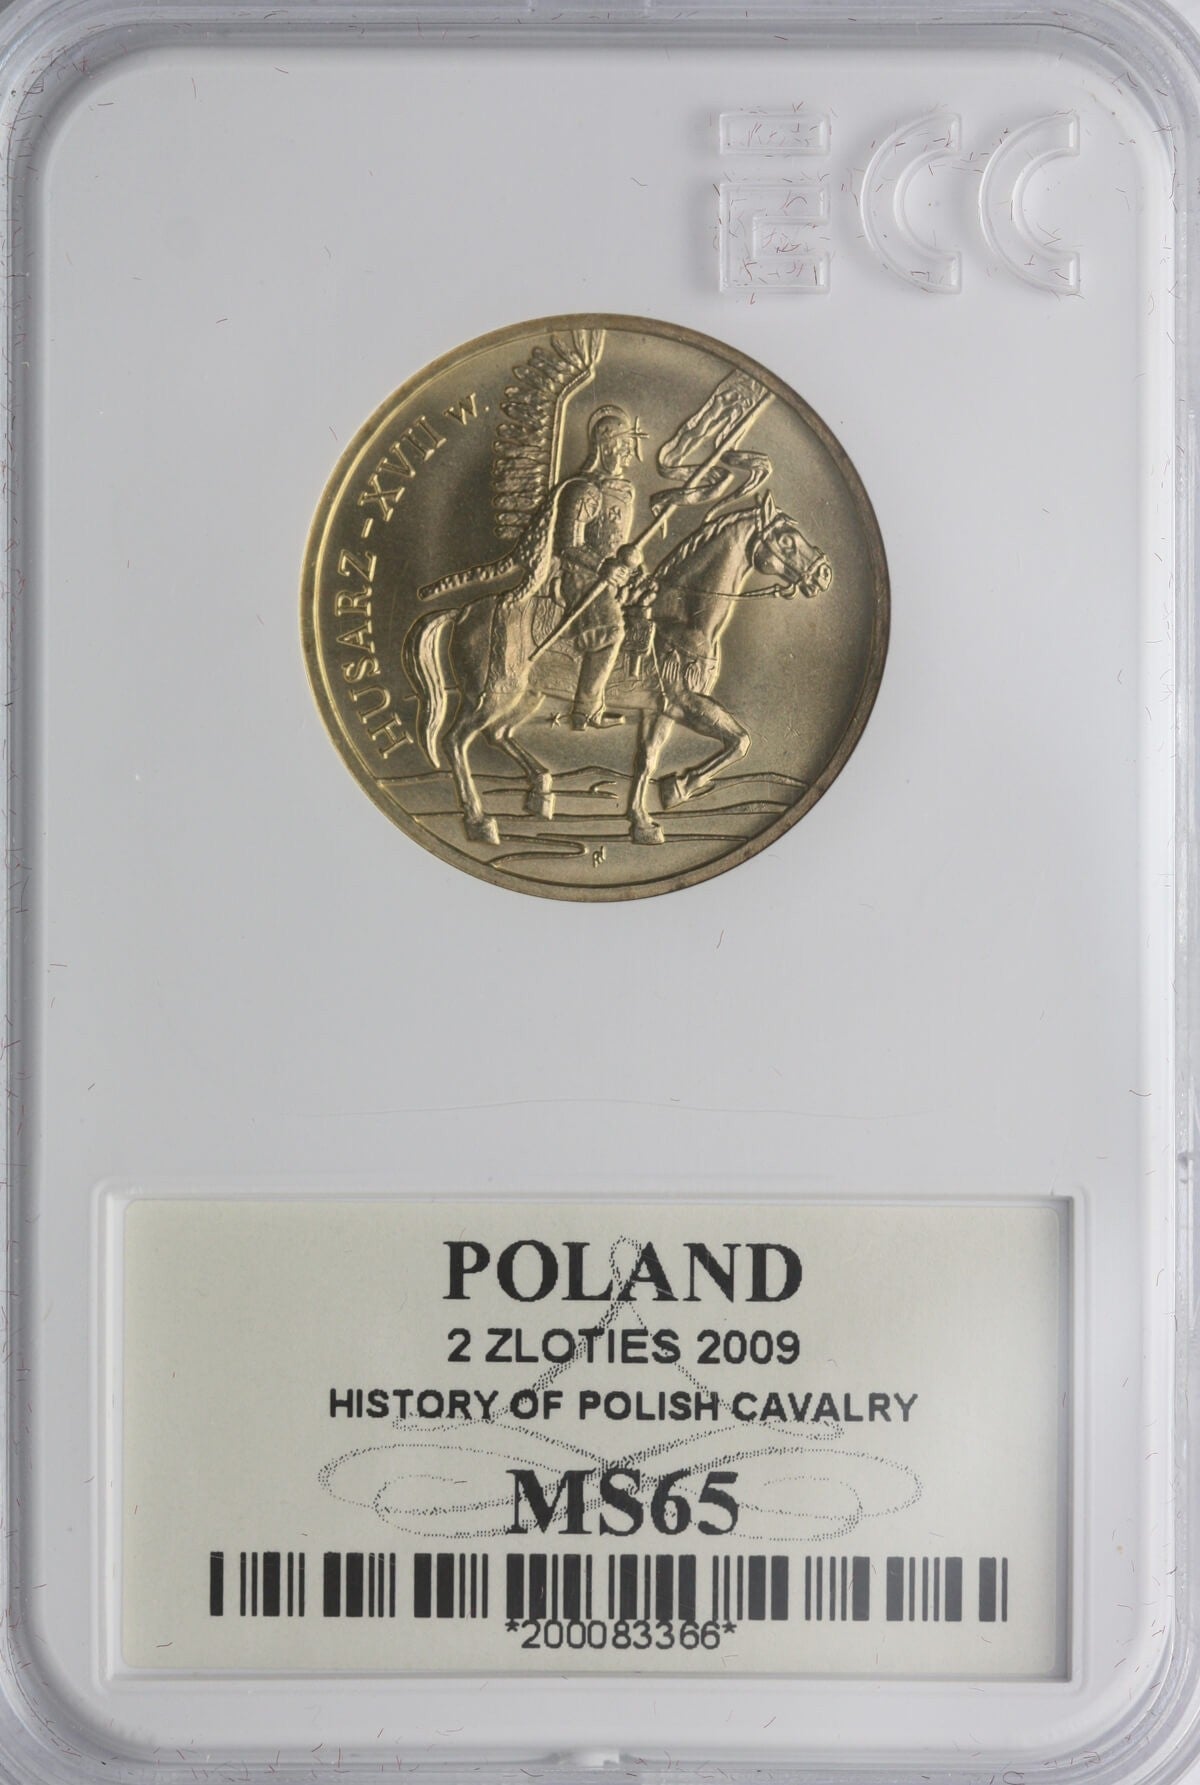 ECC
HUSARZ - XVII w.
POLAND
2 ZLOTIES 2009
HISTORY OF POLISH CAVALRY
MS65
*200083366*